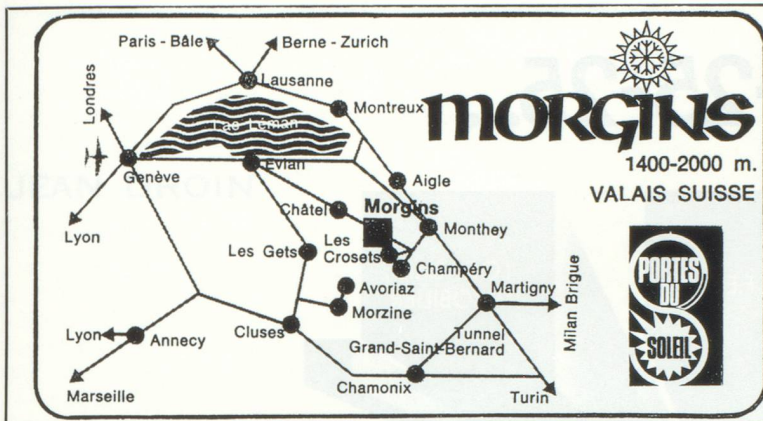 Paris - Bâle
Berne - Zurich
Londres
Lausanne
Montreux
MORGINS
1400-2000 m.
VALAIS SUISSE
Lac Léman
Genève
Evian
Aigle
Lyon
Châtel
Morgins
Monthey
Les Gets
Les
Crosets
Champéry
Avoriaz
Morzine
Martigny
Milan Brigue
PORTES
DU
SOLEIL
Lyon
Annecy
Cluses
Tunnel
Grand-Saint-Bernard
Marseille
Chamonix
Turin